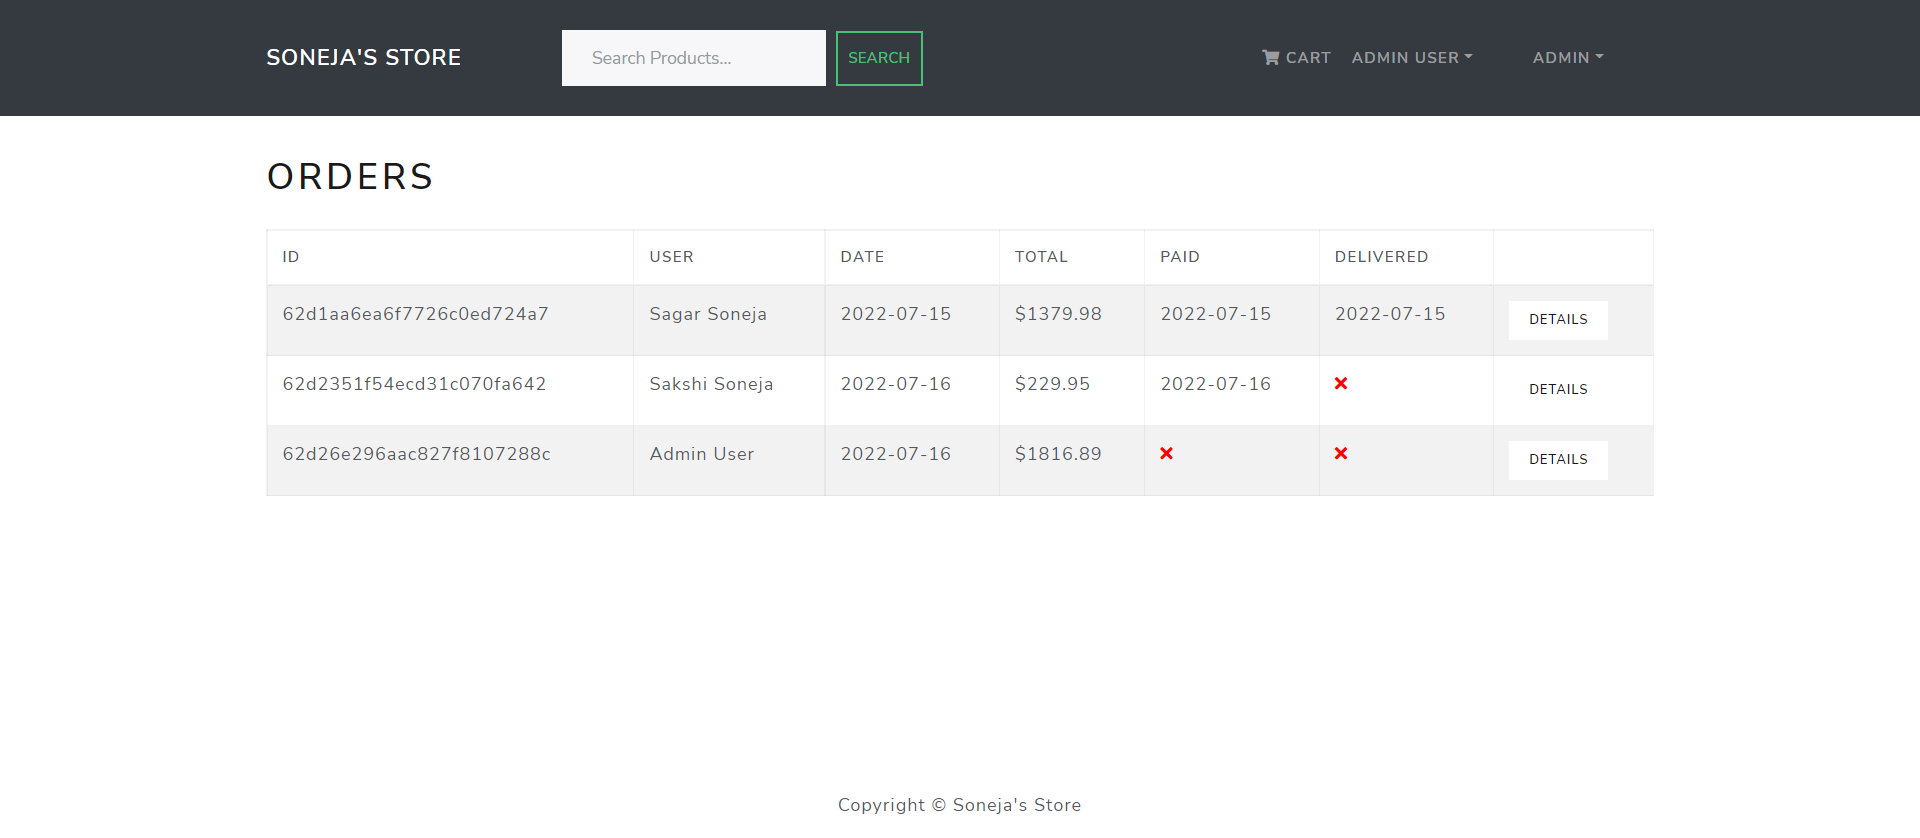 SONEJA'S STORE Search Products... SEARCH CART ADMIN USER ADMIN
ORDERS
ID USER DATE TOTAL PAID DELIVERED
62d1aa6ea6f7726c0ed724a7 Sagar Soneja 2022-07-15 $1379.98 2022-07-15 2022-07-15 DETAILS
62d2351f54ecd31c070fa642 Sakshi Soneja 2022-07-16 $229.95 2022-07-16 DETAILS
62d26e296aac827f8107288c Admin User 2022-07-16 $1816.89 DETAILS
Copyright © Soneja's Store